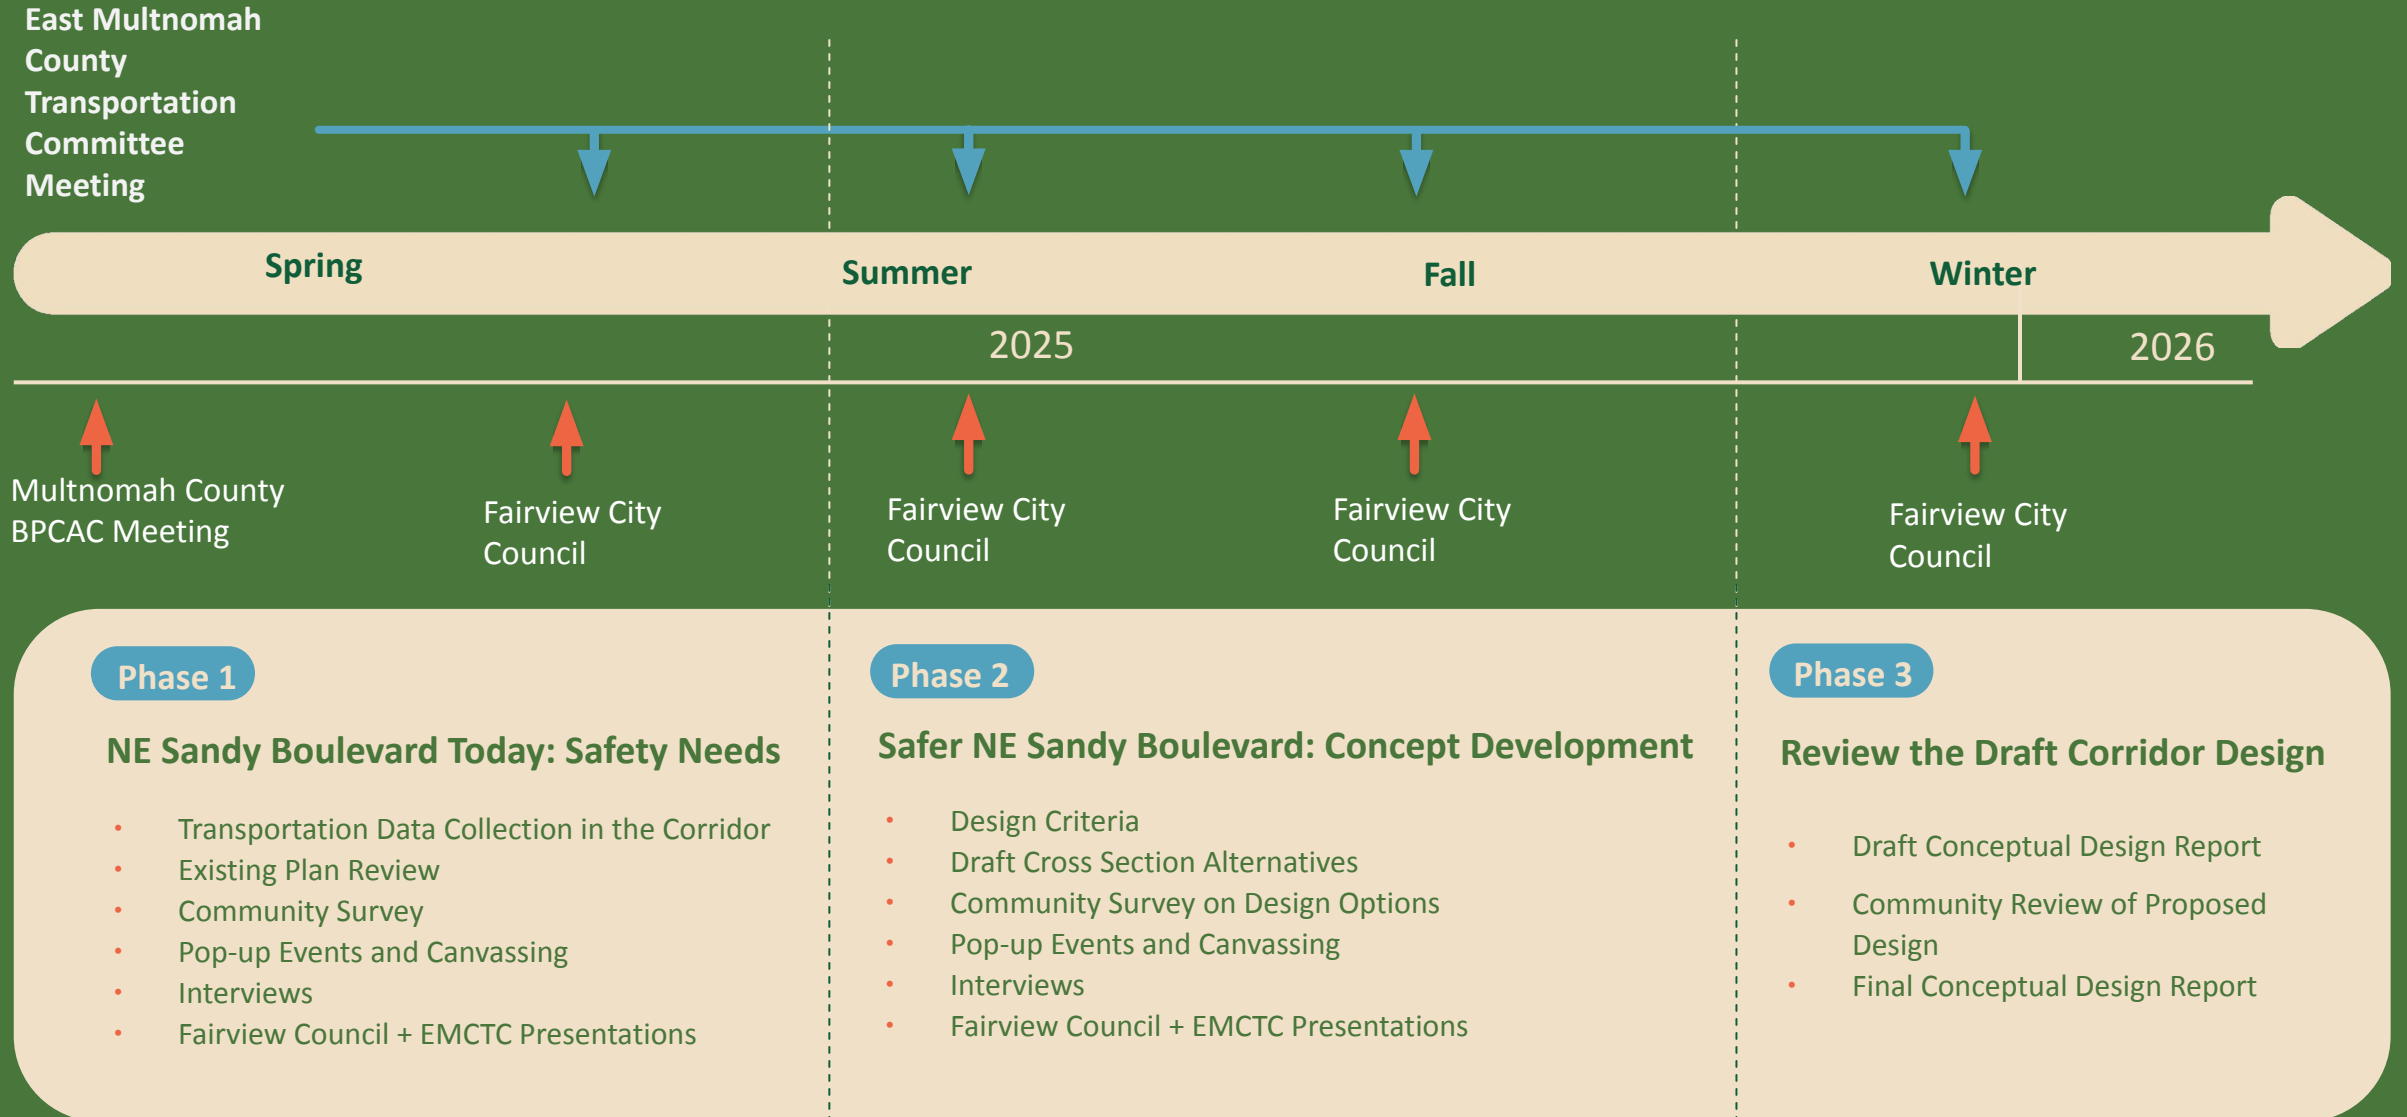 East Multnomah
County
Transportation
Committee
Meeting
Spring
Summer
Fall
Winter
2025
2026
Multnomah County
BPCAC Meeting
Fairview City
Council
Fairview City
Council
Fairview City
Council
Fairview City
Council
Phase 1
NE Sandy Boulevard Today: Safety Needs
• Transportation Data Collection in the Corridor
• Existing Plan Review
• Community Survey
• Pop-up Events and Canvassing
• Interviews
• Fairview Council + EMCTC Presentations
Phase 2
Safer NE Sandy Boulevard: Concept Development
• Design Criteria
• Draft Cross Section Alternatives
• Community Survey on Design Options
• Pop-up Events and Canvassing
• Interviews
• Fairview Council + EMCTC Presentations
Phase 3
Review the Draft Corridor Design
• Draft Conceptual Design Report
• Community Review of Proposed
Design
• Final Conceptual Design Report